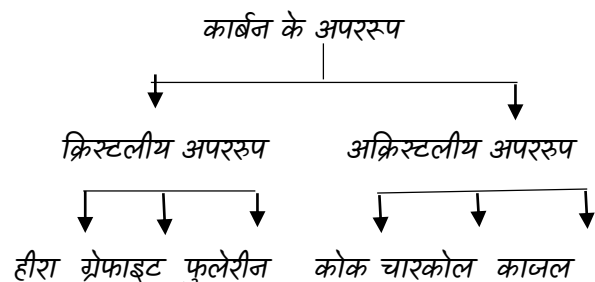 कार्बन के अपररूप
क्रिस्टलीय अपररुप अक्रिस्टलीय अपररुप
हीरा ग्रेफाइट फुलेरीन कोक चारकोल काजल